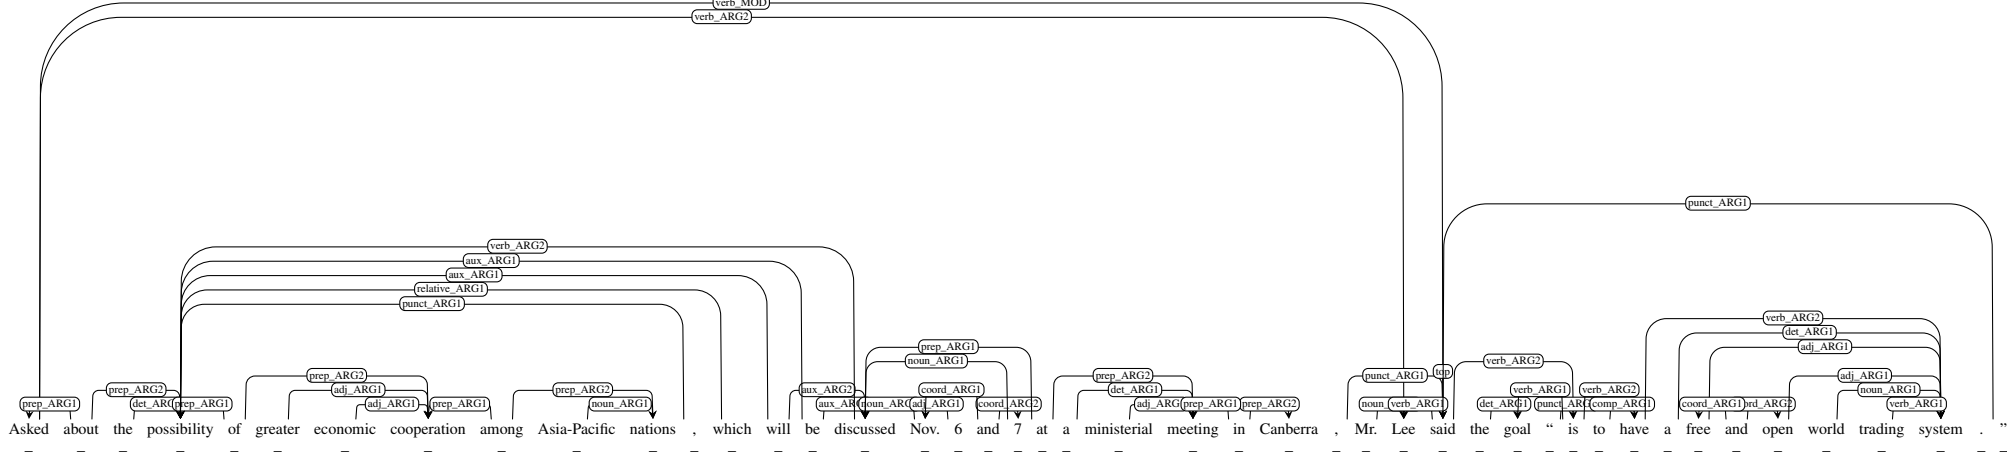 verb_MOD
verb_ARG2
punct_ARG1
verb_ARG2
aux_ARG1
aux_ARG1
relative_ARG1
punct_ARG1
verb_ARG2
det_ARG1
prep_ARG1 adj_ARG1
noun_ARG1 verb_ARG2
prep_ARG2 prep_ARG2 punct_ARG1 top adj_ARG1
prep_ARG2 adj_ARG1 prep_ARG2 aux_ARG2 coord_ARG1 det_ARG1 verb_ARG1 verb_ARG2 noun_ARG1
prep_ARG1 prep_ARG1 adj_ARG1 prep_ARG1 noun_ARG1 prep_ARG1 prep_ARG2 verb_ARG1 det_ARG1 comp_ARG1 coord_ARG1 verb_ARG1
Asked about the possibility of greater economic cooperation among Asia-Pacific nations , which will be discussed Nov. 6 and 7 at a ministerial meeting in Canberra , Mr. Lee said the goal “ is to have a free and open world trading system . ”
_ _ _ _ _ _ _ _ _ _ _ _ _ _ _ _ _ _ _ _ _ _ _ _ _ _ _ _ _ _ _ _ _ _ _ _ _ _ _ _ _ _ _ _